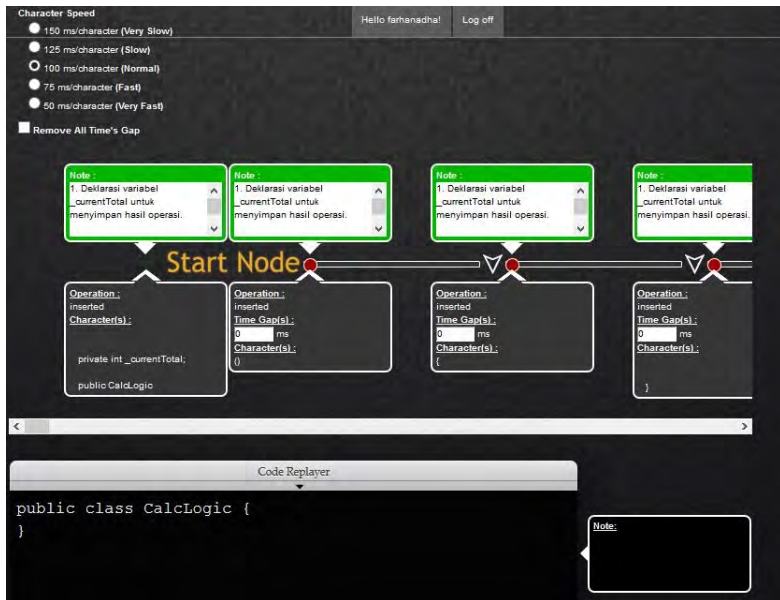 Character Speed
Hello farhanadha!
Log off
150 ms/character (Very Slow)
125 ms/character (Slow)
100 ms/character (Normal)
75 ms/character (Fast)
50 ms/character (Very Fast)
Remove All Time's Gap
Note :
1. Deklarasi variabel
_currentTotal untuk
menyimpan hasil operasi.
Note :
1. Deklarasi variabel
_currentTotal untuk
menyimpan hasil operasi.
Note :
1. Deklarasi variabel
_currentTotal untuk
menyimpan hasil operasi.
Note :
1. Deklarasi variabel
_currentTotal untuk
menyimpan hasil operasi.
Start Node
Operation :
inserted
Character(s) :
private int _currentTotal;
public CalcLogic
Operation :
inserted
Time Gap(s) :
0 ms
Character(s) :
()
Operation :
inserted
Time Gap(s) :
0 ms
Character(s) :
{
Operation :
inserted
Time Gap(s) :
0 ms
Character(s) :
}
Code Replayer
public class CalcLogic {
}
Note: